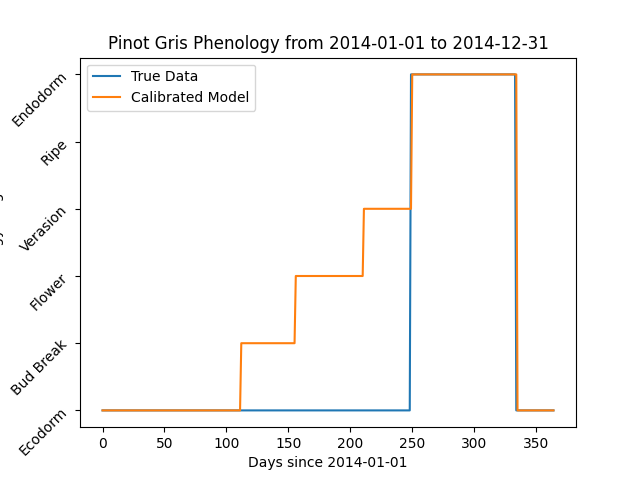 Pinot Gris Phenology from 2014-01-01 to 2014-12-31
True Data
Calibrated Model
Endodorm
Ripe
Verasion
Flower
Bud Break
Ecodorm
0 50 100 150 200 250 300 350
Days since 2014-01-01